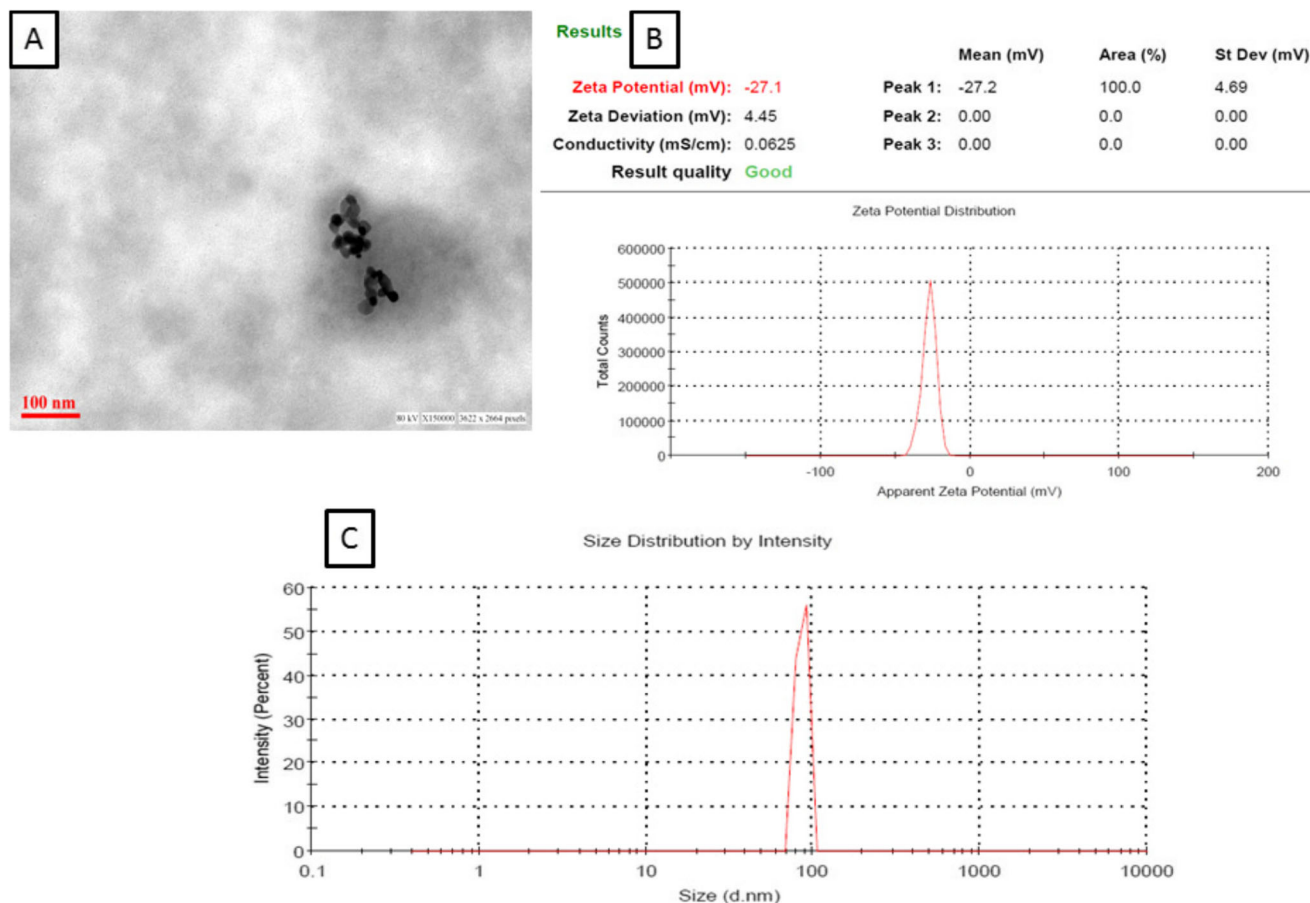 A
100 nm
80 kV X150000 3622 x 2664 pixels
Results
B
Mean (mV) Area (%) St Dev (mV)
Zeta Potential (mV): -27.1 Peak 1: -27.2 100.0 4.69
Zeta Deviation (mV): 4.45 Peak 2: 0.00 0.0 0.00
Conductivity (mS/cm): 0.0625 Peak 3: 0.00 0.0 0.00
Result quality Good
Zeta Potential Distribution
Total Counts
600000
500000
400000
300000
200000
100000
0
-100 0 100 200
Apparent Zeta Potential (mV)
C
Size Distribution by Intensity
Intensity (Percent)
60
50
40
30
20
10
0
0.1 1 10 100 1000 10000
Size (d.nm)